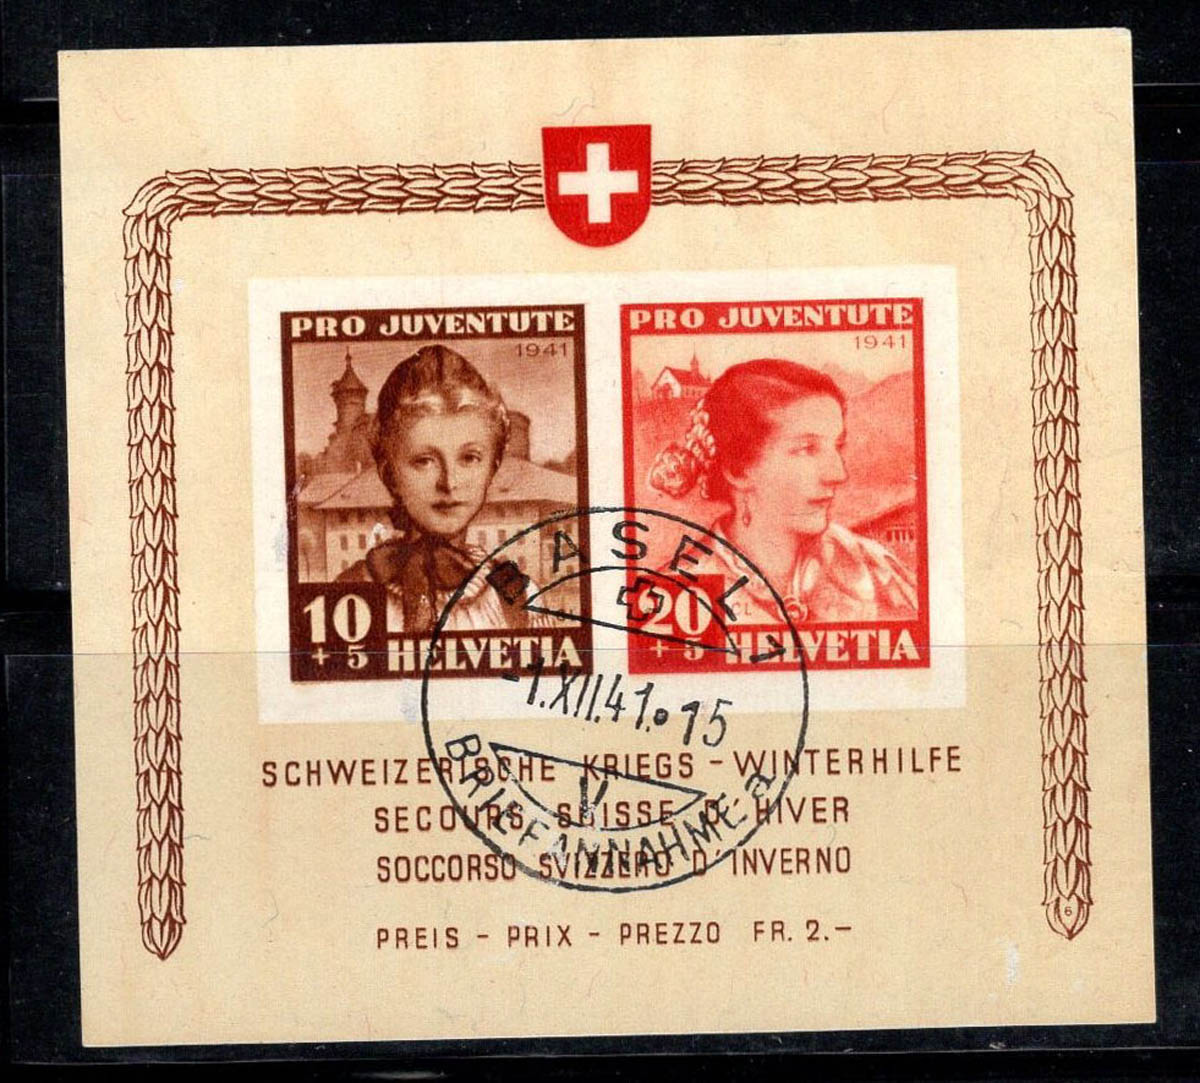 PRO JUVENTUTE
1941
10
+ 5
HELVETIA
PRO JUVENTUTE
1941
20
+ 5
HELVETIA
BASEL 1
-1.XII.41. 15
V
BRIEFANNAHME a
SCHWEIZERISCHE KRIEGS - WINTERHILFE
SECOURS SUISSE D HIVER
SOCCORSO SVIZZERO D INVERNO
PREIS - PRIX - PREZZO FR. 2.-
6